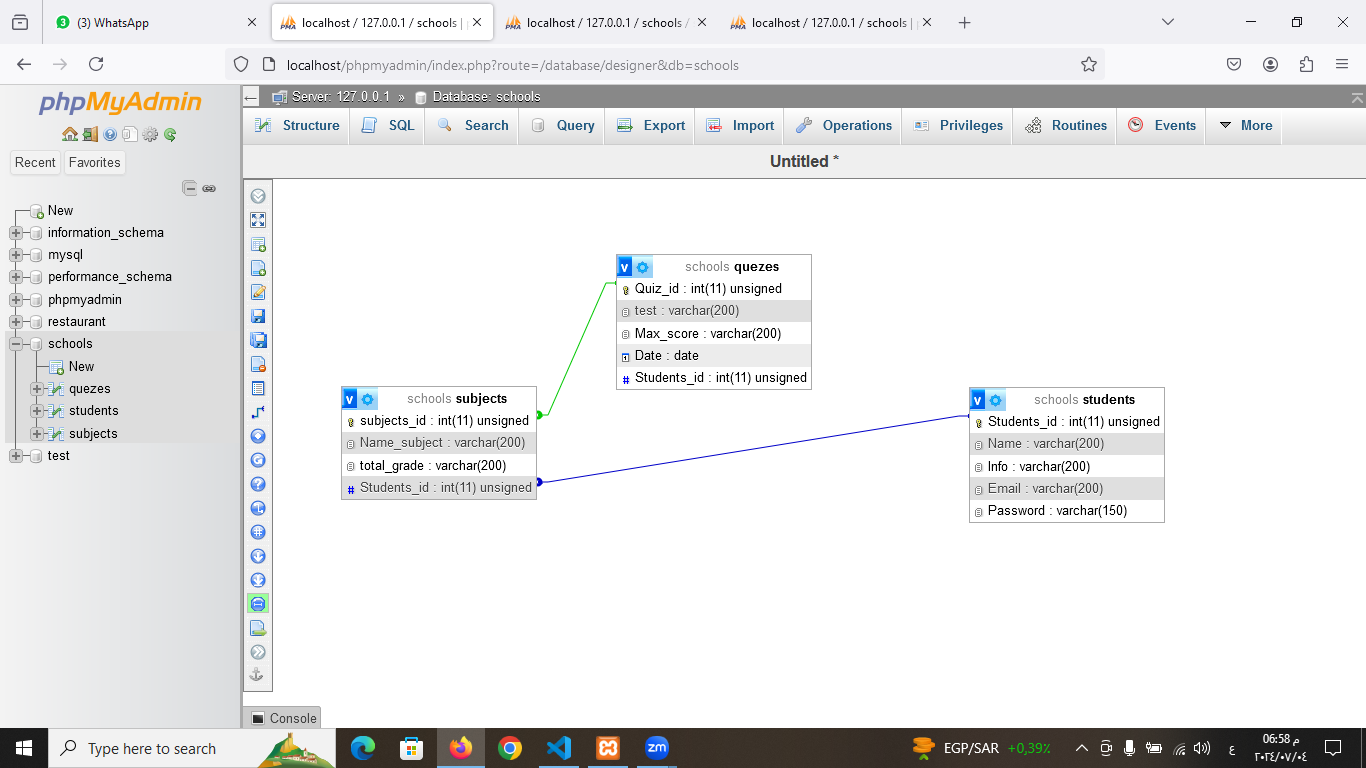 (3) WhatsApp
localhost / 127.0.0.1 / schools | p
localhost / 127.0.0.1 / schools /
localhost / 127.0.0.1 / schools | p
localhost/phpmyadmin/index.php?route=/database/designer&db=schools
phpMyAdmin
Recent
Favorites
New
information_schema
mysql
performance_schema
phpmyadmin
restaurant
schools
New
quezes
students
subjects
test
Server: 127.0.0.1 » Database: schools
Structure
SQL
Search
Query
Export
Import
Operations
Privileges
Routines
Events
More
Untitled *
schools quezes
Quiz_id : int(11) unsigned
test : varchar(200)
Max_score : varchar(200)
Date : date
Students_id : int(11) unsigned
schools subjects
subjects_id : int(11) unsigned
Name_subject : varchar(200)
total_grade : varchar(200)
Students_id : int(11) unsigned
schools students
Students_id : int(11) unsigned
Name : varchar(200)
Info : varchar(200)
Email : varchar(200)
Password : varchar(150)
Console
Type here to search
EGP/SAR +0,39%
ع
06:58 م
٢٠٢٤/٠٧/٠٤